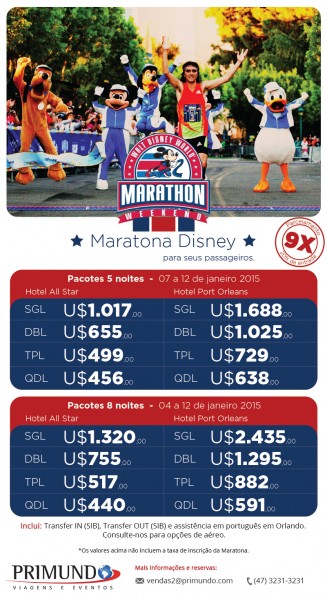 WALT DISNEY WORLD
MARATHON
WEEKEND
Maratona Disney
para seus passageiros.
Parcelamento
9X
Pacotes 5 noites - 07 a 12 de janeiro 2015
Hotel All Star
SGL U$1.017,00
DBL U$655,00
TPL U$499,00
QDL U$456,00
Hotel Port Orleans
SGL U$1.688,00
DBL U$1.025,00
TPL U$729,00
QDL U$638,00
Pacotes 8 noites - 04 a 12 de janeiro 2015
Hotel All Star
SGL U$1.320,00
DBL U$755,00
TPL U$517,00
QDL U$440,00
Hotel Port Orleans
SGL U$2.435,00
DBL U$1.295,00
TPL U$882,00
QDL U$591,00
Inclui: Transfer IN (SIB), Transfer OUT (SIB) e assistência em português em Orlando.
Consulte-nos para opções de aéreo.
*Os valores acima não incluem a taxa de inscrição da Maratona.
PRIMUNDO
VIAGENS E EVENTOS
Mais informações e reservas:
vendas2@primundo.com
(47) 3231-3231